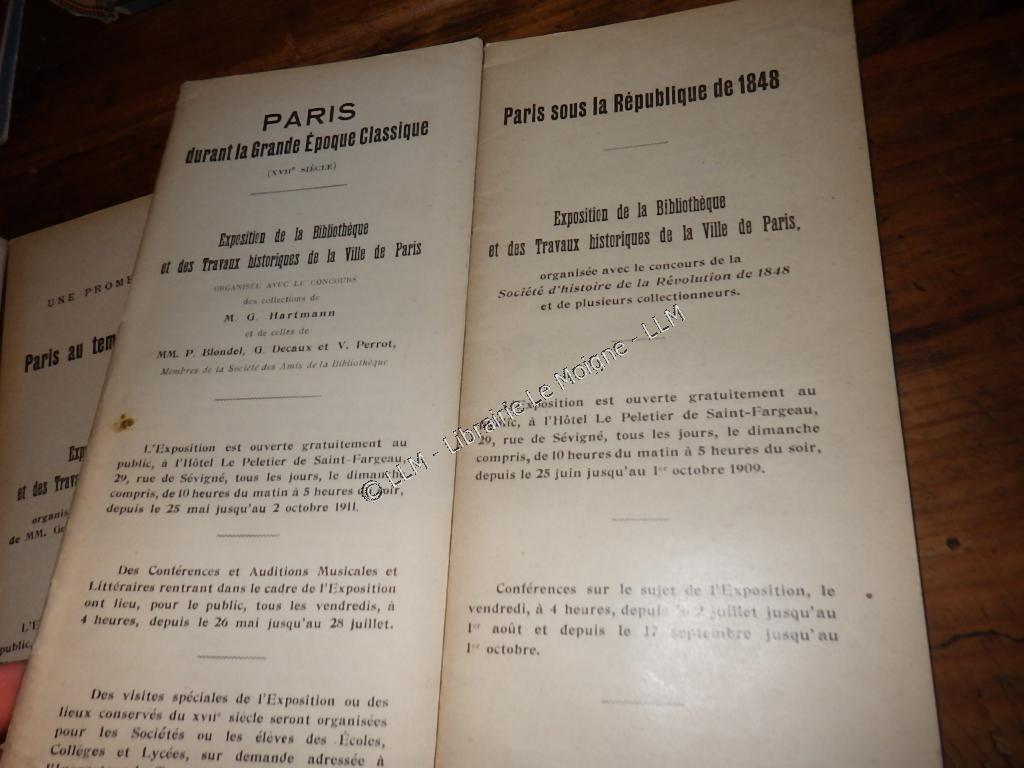 UNE PROME
Paris au tem
et des Trav
organis
de MM. G
L'E
public,
PARIS
durant la Grande Époque Classique
(XVIIe SIÈCLE)
Exposition de la Bibliothèque
et des Travaux historiques de la Ville de Paris
ORGANISÉE AVEC LE CONCOURS
des collections de
M. G. Hartmann
et de celles de
MM. P. Blondel, G. Decaux et V. Perrot,
Membres de la Société des Amis de la Bibliothèque
L'Exposition est ouverte gratuitement au
public, à l'Hôtel Le Peletier de Saint-Fargeau,
29, rue de Sévigné, tous les jours, le dimanche
compris, de 10 heures du matin à 5 heures du soir,
depuis le 25 mai jusqu'au 2 octobre 1911.
Des Conférences et Auditions Musicales et
Littéraires rentrant dans le cadre de l'Exposition
ont lieu, pour le public, tous les vendredis, à
4 heures, depuis le 26 mai jusqu'au 28 juillet.
Des visites spéciales de l'Exposition ou des
lieux conservés du XVIIe siècle seront organisées
pour les Sociétés ou les élèves des Écoles,
Collèges et Lycées, sur demande adressée à
Paris sous la République de 1848
Exposition de la Bibliothèque
et des Travaux historiques de la Ville de Paris,
organisée avec le concours de la
Société d'histoire de la Révolution de 1848
et de plusieurs collectionneurs.
L'Exposition est ouverte gratuitement au
public, à l'Hôtel Le Peletier de Saint-Fargeau,
29, rue de Sévigné, tous les jours, le dimanche
compris, de 10 heures du matin à 5 heures du soir,
depuis le 25 juin jusqu'au 1er octobre 1909.
Conférences sur le sujet de l'Exposition, le
vendredi, à 4 heures, depuis le 2 juillet jusqu'au
1er août et depuis le 17 septembre jusqu'au
1er octobre.
© LLM - Librairie Le Moigne - LLM